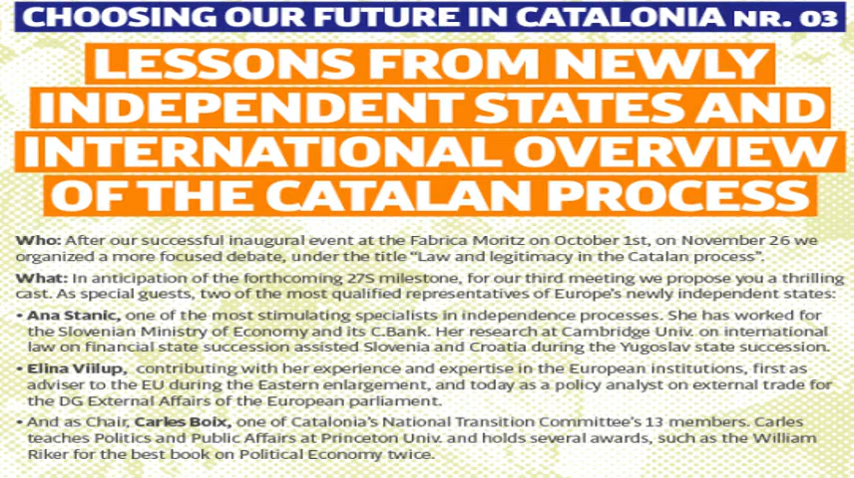 CHOOSING OUR FUTURE IN CATALONIA NR. 03
LESSONS FROM NEWLY
INDEPENDENT STATES AND
INTERNATIONAL OVERVIEW
OF THE CATALAN PROCESS
Who: After our successful inaugural event at the Fabrica Moritz on October 1st, on November 26 we
organized a more focused debate, under the title "Law and legitimacy in the Catalan process".
What: In anticipation of the forthcoming 27S milestone, for our third meeting we propose you a thrilling
cast. As special guests, two of the most qualified representatives of Europe's newly independent states:
• Ana Stanic, one of the most stimulating specialists in independence processes. She has worked for
the Slovenian Ministry of Economy and its C.Bank. Her research at Cambridge Univ. on international
law on financial state succession assisted Slovenia and Croatia during the Yugoslav state succession.
• Elina Viilup, contributing with her experience and expertise in the European institutions, first as
adviser to the EU during the Eastern enlargement, and today as a policy analyst on external trade for
the DG External Affairs of the European parliament.
• And as Chair, Carles Boix, one of Catalonia's National Transition Committee's 13 members. Carles
teaches Politics and Public Affairs at Princeton Univ. and holds several awards, such as the William
Riker for the best book on Political Economy twice.